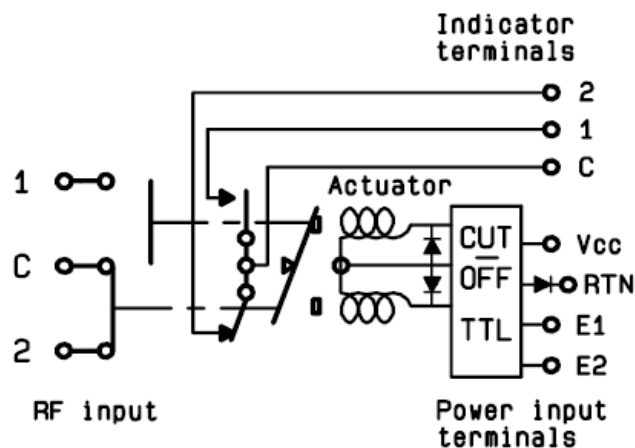 Indicator
terminals
2
1
C
1
Actuator
C
CUT
OFF
TTL
Vcc
RTN
E1
E2
2
RF input
Power input
terminals